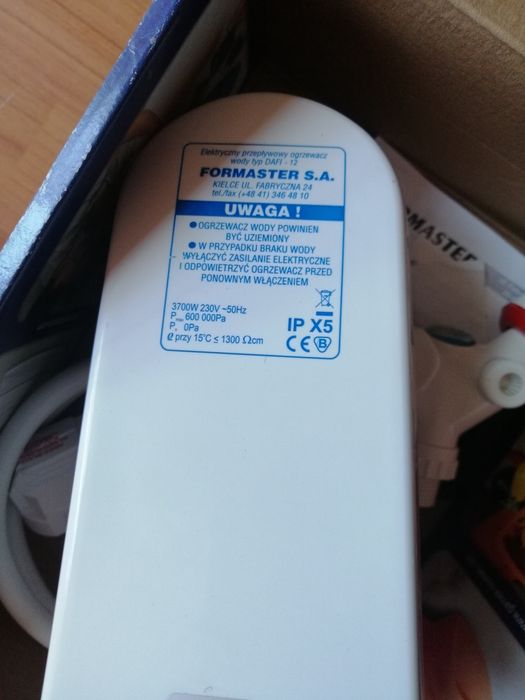 Elektryczny przepływowy ogrzewacz
wody typ DAFI - 12
FORMASTER S.A.
KIELCE UL. FABRYCZNA 24
tel./fax (+48 41) 346 48 10
UWAGA !
● OGRZEWACZ WODY POWINIEN
BYĆ UZIEMIONY
● W PRZYPADKU BRAKU WODY
WYŁĄCZYĆ ZASILANIE ELEKTRYCZNE
I ODPOWIETRZYĆ OGRZEWACZ PRZED
PONOWNYM WŁĄCZENIEM
3700W 230V ~50Hz
P max 600 000Pa
0Pa
przy 15°C ≤ 1300 Ωcm
IP X5
CE B
FORMASTER